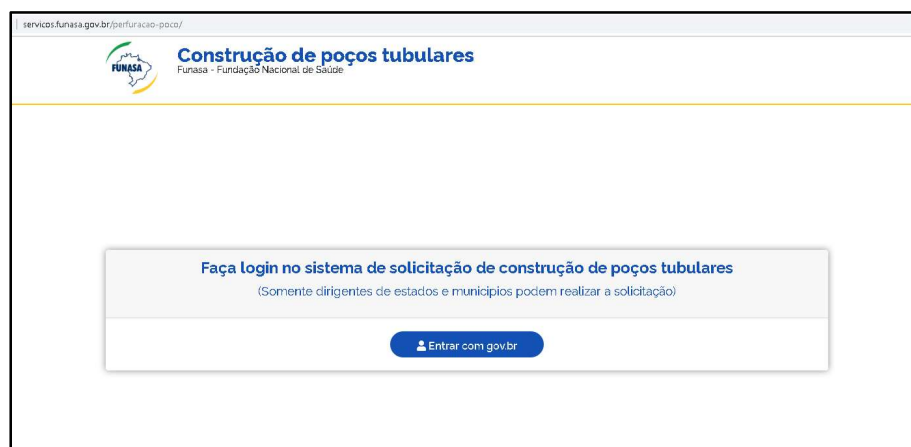 servicos.funasa.gov.br/perfuracao-poco/
FUNASA
Construção de poços tubulares
Funasa - Fundação Nacional de Saúde
Faça login no sistema de solicitação de construção de poços tubulares
(Somente dirigentes de estados e municipios podem realizar a solicitação)
Entrar com gov.br